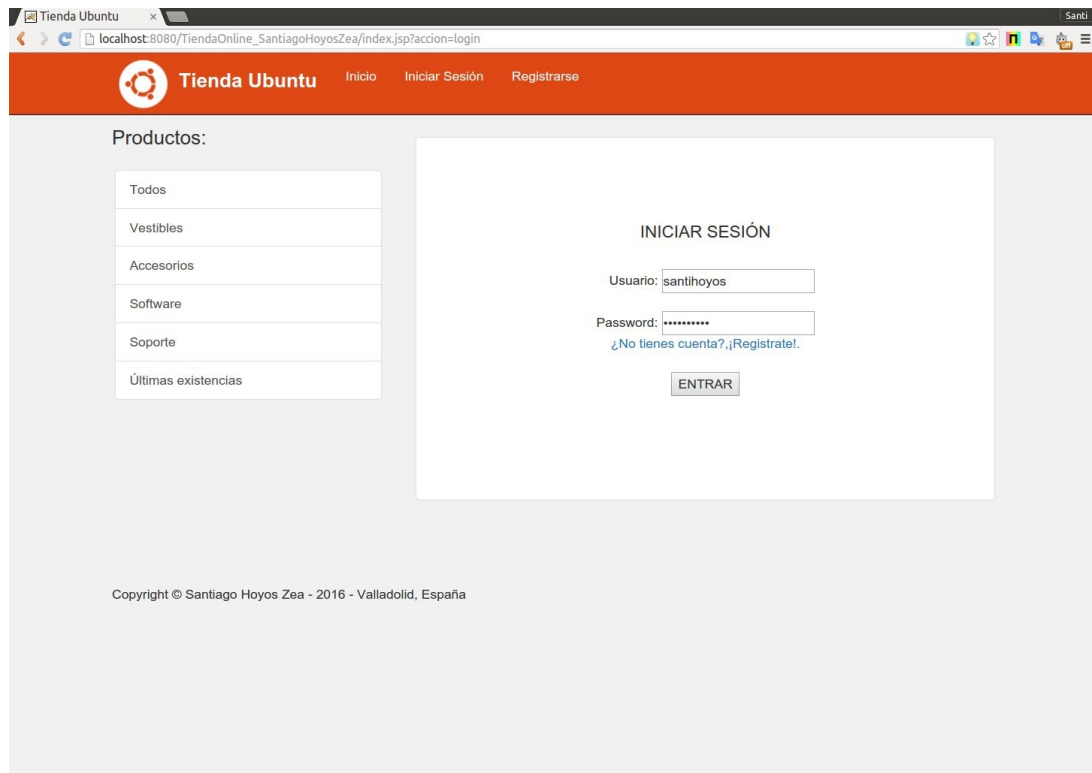 Tienda Ubuntu
Santi
localhost:8080/TiendaOnline_SantiagoHoyosZea/index.jsp?accion=login
Tienda Ubuntu Inicio Iniciar Sesión Registrarse
Productos:
Todos
Vestibles
Accesorios
Software
Soporte
Últimas existencias
INICIAR SESIÓN
Usuario: santihoyos
Password: ••••••••••
¿No tienes cuenta?,¡Registrate!.
ENTRAR
Copyright © Santiago Hoyos Zea - 2016 - Valladolid, España